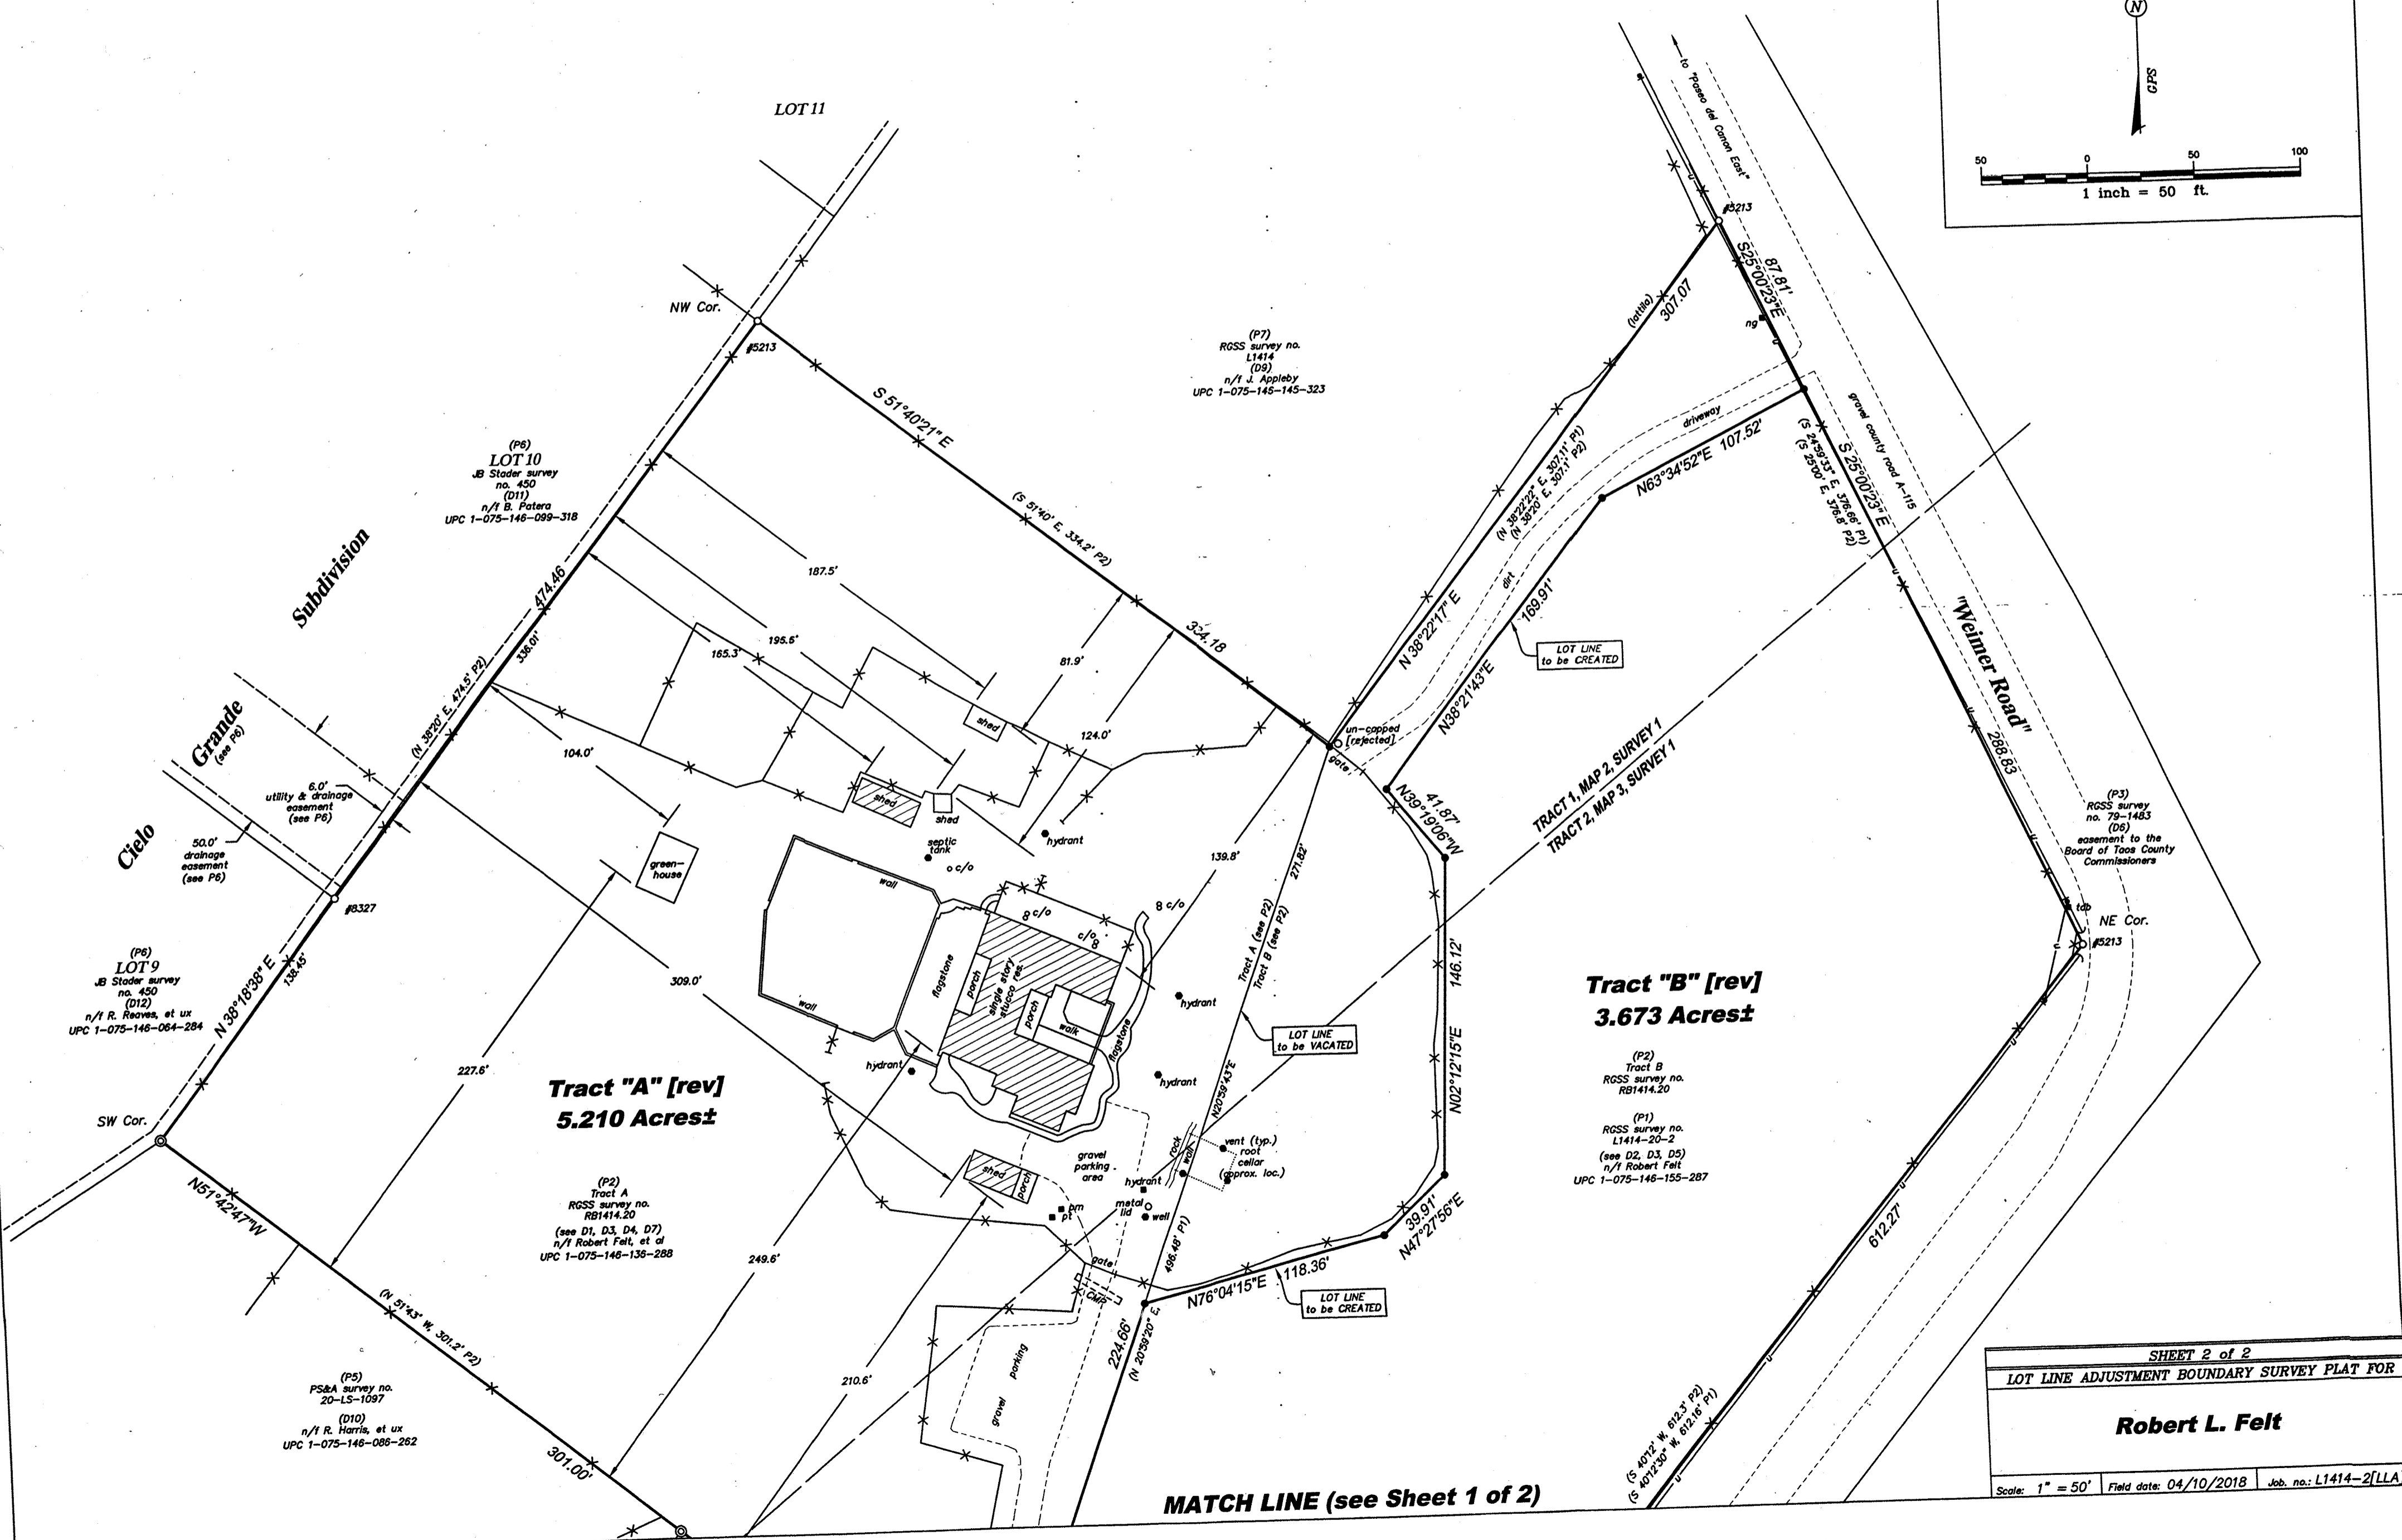 N
GPS
50 0 50 100
1 inch = 50 ft.
LOT 11
to "Paseo del Canon East"
#5213
NW Cor.
#5213
S25°00'23"E
87.81'
ng
(lattila)
307.07
(P7)
RGSS survey no.
L1414
(D9)
n/f J. Appleby
UPC 1-075-145-145-323
S 51°40'21" E
(S 51°40' E, 334.2' P2)
334.18
(P6)
LOT 10
JB Stader survey
no. 450
(D11)
n/f B. Patera
UPC 1-075-146-099-318
driveway
N63°34'52"E 107.52'
gravel county road A-115
S 25°00'23" E
(S 24°59'33" E, 376.66' P1)
(S 25°00' E, 376.8' P2)
288.83
(N 38°22'22" E, 307.11' P1)
(N 38°20' E, 307.1' P2)
N 38°22'17" E
dirt
169.91'
N38°21'43"E
LOT LINE
to be CREATED
"Weimer Road"
Subdivision
Grande
(see P6)
Cielo
474.46
336.01'
(N 38°20' E, 474.5' P2)
187.5'
195.6'
165.3'
81.9'
124.0'
104.0'
shed
shed
shed
un-capped
[rejected]
gate
6.0'
utility & drainage
easement
(see P6)
50.0'
drainage
easement
(see P6)
#8327
green-
house
septic
tank
c/o
hydrant
139.8'
271.82'
41.87'
N39°19'06"W
TRACT 1, MAP 2, SURVEY 1
TRACT 2, MAP 3, SURVEY 1
(P3)
RGSS survey
no. 79-1483
(D6)
easement to the
Board of Taos County
Commissioners
tdb
NE Cor.
#5213
c
wall
wall
8 c/o
c/o 8
8 c/o
flagstone
porch
single story
stucco res.
porch
walk
flagstone
hydrant
hydrant
hydrant
Tract A (see P2)
Tract B (see P2)
LOT LINE
to be VACATED
146.12'
N02°12'15"E
Tract "B" [rev]
3.673 Acres±
(P2)
Tract B
RGSS survey no.
RB1414.20
(P1)
RGSS survey no.
L1414-20-2
(see D2, D3, D5)
n/f Robert Felt
UPC 1-075-146-155-287
(P6)
LOT 9
JB Stader survey
no. 450
(D12)
n/f R. Reaves, et ux
UPC 1-075-146-064-284
N 38°18'38" E
138.45'
309.0'
227.6'
SW Cor.
Tract "A" [rev]
5.210 Acres±
(P2)
Tract A
RGSS survey no.
RB1414.20
(see D1, D3, D4, D7)
n/f Robert Felt, et al
UPC 1-075-146-136-288
N20°59'43"E
rock
wall
vent (typ.)
root
cellar
(approx. loc.)
gravel
parking
area
hydrant
metal
lid
well
shed
porch
pm
pt
gate
CMP
N51°42'47"W
(N 51°43' W, 301.2' P2)
301.00'
249.6'
210.6'
gravel parking
224.66'
(N 20°59'20" E, 496.48' P1)
N76°04'15"E 118.36'
39.91'
N47°27'56"E
LOT LINE
to be CREATED
612.27'
(S 40°12' W, 612.3' P2)
(S 40°12'30" W, 612.16' P1)
(P5)
PS&A survey no.
20-LS-1097
(D10)
n/f R. Harris, et ux
UPC 1-075-146-086-262
MATCH LINE (see Sheet 1 of 2)
SHEET 2 of 2
LOT LINE ADJUSTMENT BOUNDARY SURVEY PLAT FOR
Robert L. Felt
Scale: 1" = 50' Field date: 04/10/2018 Job. no.: L1414-2[LLA]